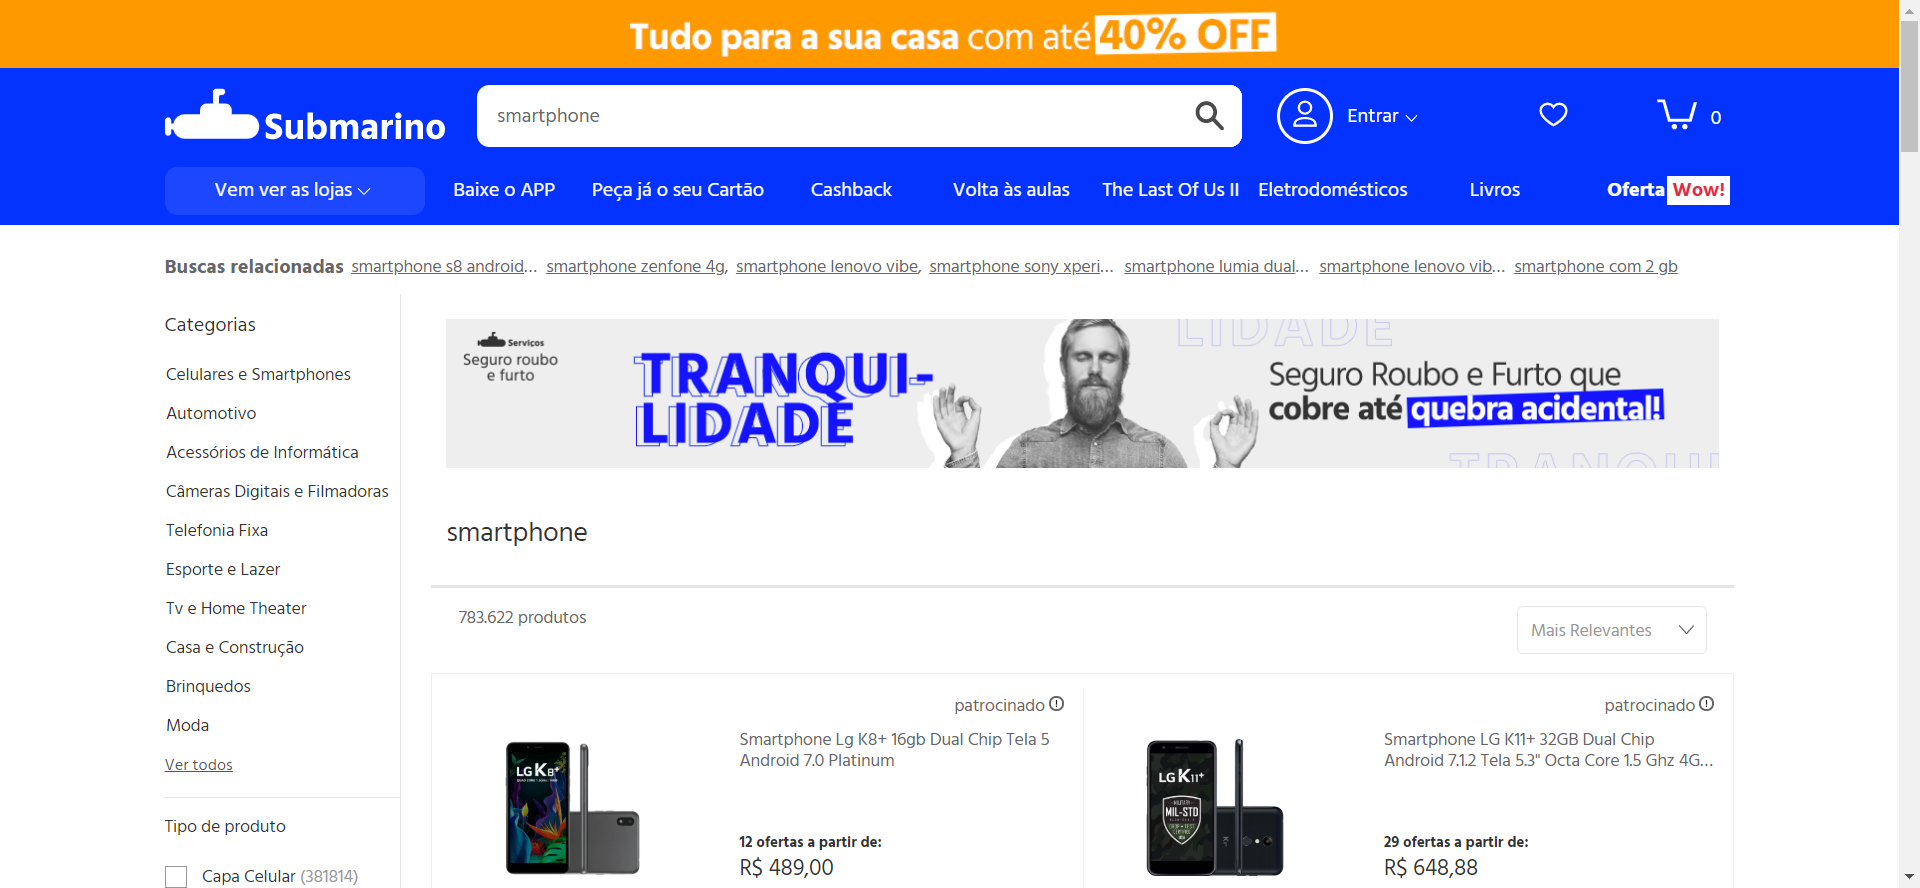 Tudo para a sua casa com até 40% OFF
Submarino
smartphone
Entrar
0
Vem ver as lojas
Baixe o APP
Peça já o seu Cartão
Cashback
Volta às aulas
The Last Of Us II
Eletrodomésticos
Livros
Oferta Wow!
Buscas relacionadas smartphone s8 android... smartphone zenfone 4g, smartphone lenovo vibe, smartphone sony xperi... smartphone lumia dual... smartphone lenovo vib... smartphone com 2 gb
Categorias
Celulares e Smartphones
Automotivo
Acessórios de Informática
Câmeras Digitais e Filmadoras
Telefonia Fixa
Esporte e Lazer
Tv e Home Theater
Casa e Construção
Brinquedos
Moda
Ver todos
Tipo de produto
Capa Celular (381814)
Serviços
Seguro roubo
e furto
TRANQUI-
LIDADE
LIDADE
Seguro Roubo e Furto que
cobre até quebra acidental!
TRANQUI
smartphone
783.622 produtos
Mais Relevantes
patrocinado
LG K8+
Smartphone Lg K8+ 16gb Dual Chip Tela 5
Android 7.0 Platinum
12 ofertas a partir de:
R$ 489,00
patrocinado
LG K11+
MIL-STD
Smartphone LG K11+ 32GB Dual Chip
Android 7.1.2 Tela 5.3" Octa Core 1.5 Ghz 4G...
29 ofertas a partir de:
R$ 648,88